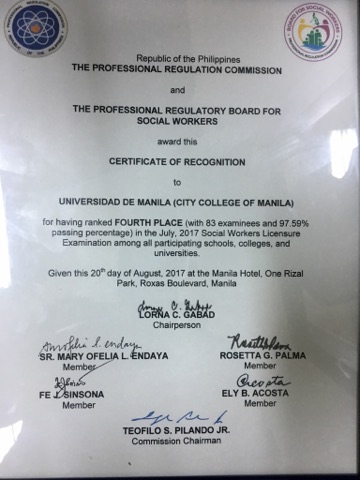 Republic of the Philippines
THE PROFESSIONAL REGULATION COMMISSION
and
THE PROFESSIONAL REGULATORY BOARD FOR
SOCIAL WORKERS
award this
CERTIFICATE OF RECOGNITION
to
UNIVERSIDAD DE MANILA (CITY COLLEGE OF MANILA)
for having ranked FOURTH PLACE (with 83 examinees and 97.59%
passing percentage) in the July, 2017 Social Workers Licensure
Examination among all participating schools, colleges, and
universities.
Given this 20th day of August, 2017 at the Manila Hotel, One Rizal
Park, Roxas Boulevard, Manila
LORNA C. GABAD
Chairperson
SR. MARY OFELIA L. ENDAYA
Member
ROSETTA G. PALMA
Member
FE J. SINSONA
Member
ELY B. ACOSTA
Member
TEOFILO S. PILANDO JR.
Commission Chairman